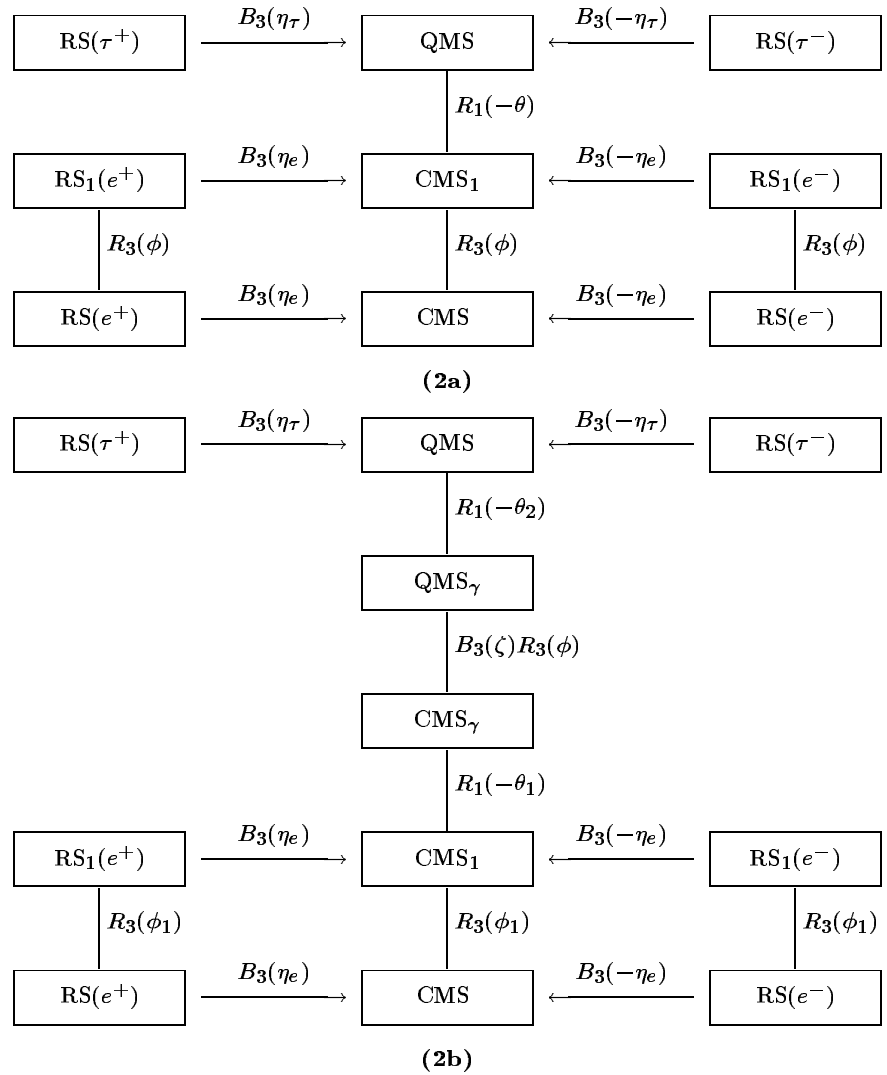 RS(τ⁺) B₃(η_τ) QMS B₃(−η_τ) RS(τ⁻)
R₁(−θ)
RS₁(e⁺) B₃(η_e) CMS₁ B₃(−η_e) RS₁(e⁻)
R₃(ϕ) R₃(ϕ) R₃(ϕ)
RS(e⁺) B₃(η_e) CMS B₃(−η_e) RS(e⁻)
(2a)
RS(τ⁺) B₃(η_τ) QMS B₃(−η_τ) RS(τ⁻)
R₁(−θ₂)
QMS_γ
B₃(ζ)R₃(ϕ)
CMS_γ
R₁(−θ₁)
RS₁(e⁺) B₃(η_e) CMS₁ B₃(−η_e) RS₁(e⁻)
R₃(ϕ₁) R₃(ϕ₁) R₃(ϕ₁)
RS(e⁺) B₃(η_e) CMS B₃(−η_e) RS(e⁻)
(2b)